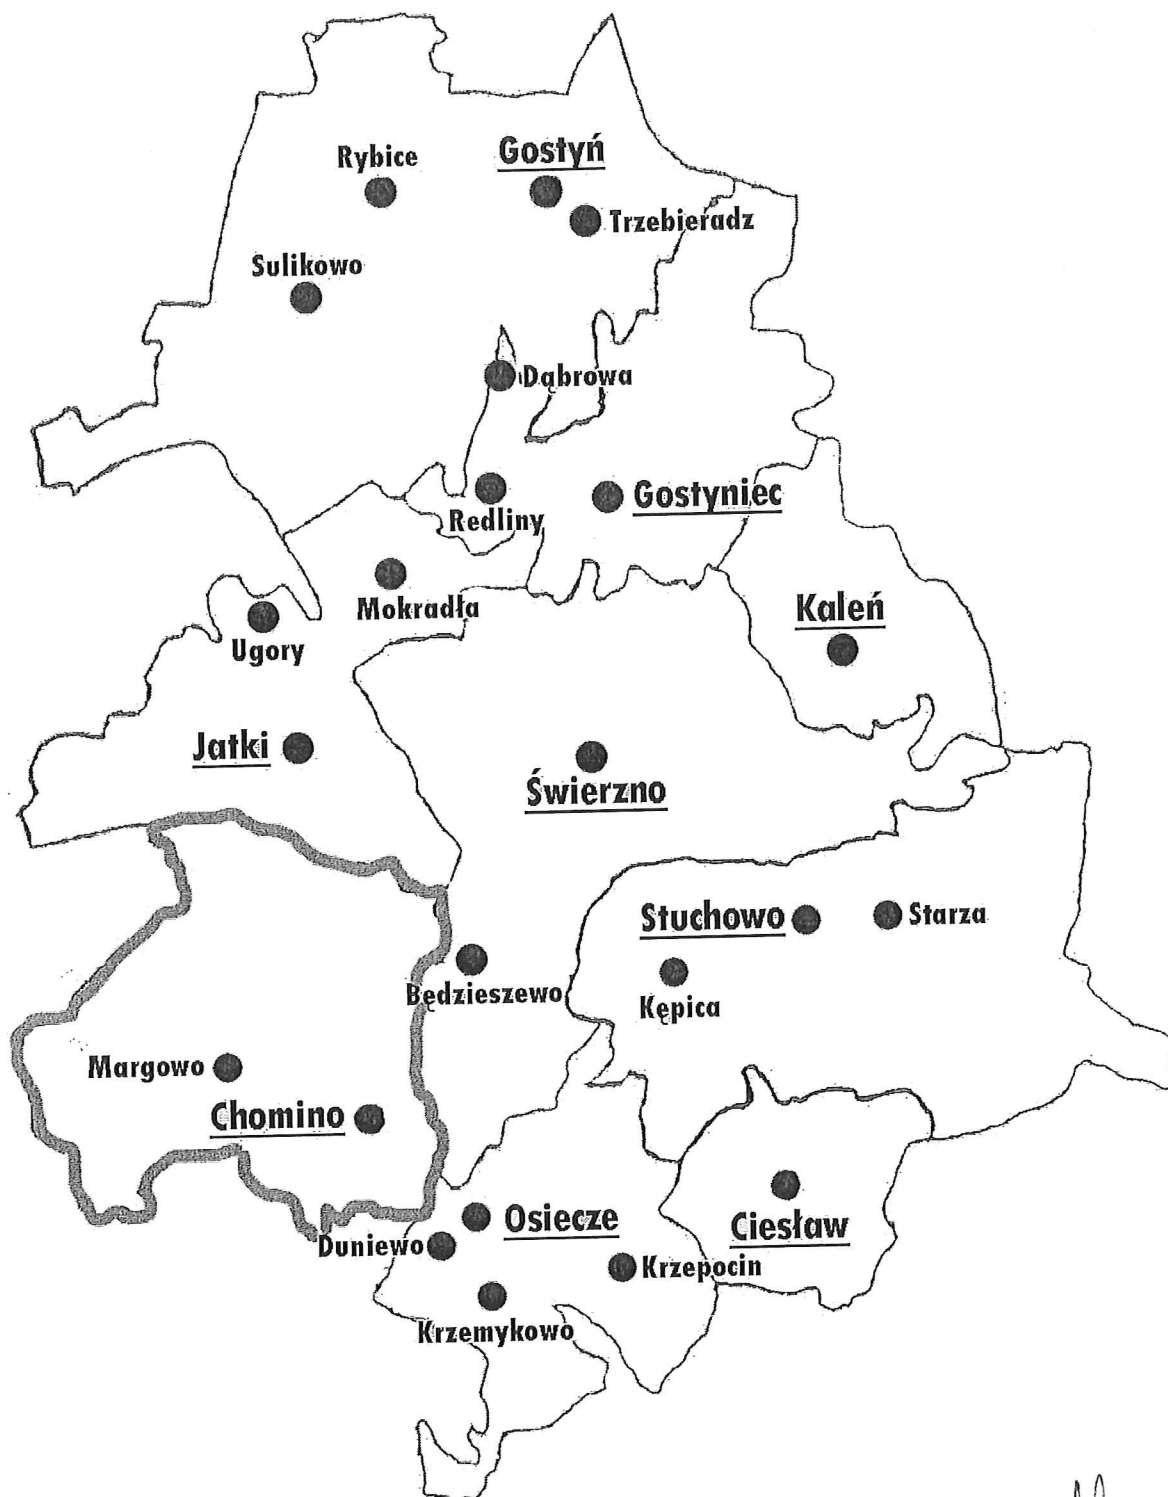 Rybice
Gostyń
Trzebieradz
Sulikowo
Dąbrowa
Gostyniec
Redliny
Mokradła
Kaleń
Ugory
Jatki
Świerzno
Stuchowo
Starza
Będzieszewo
Kępica
Margowo
Chomino
Osiecze
Ciesław
Duniewo
Krzepocin
Krzemykowo